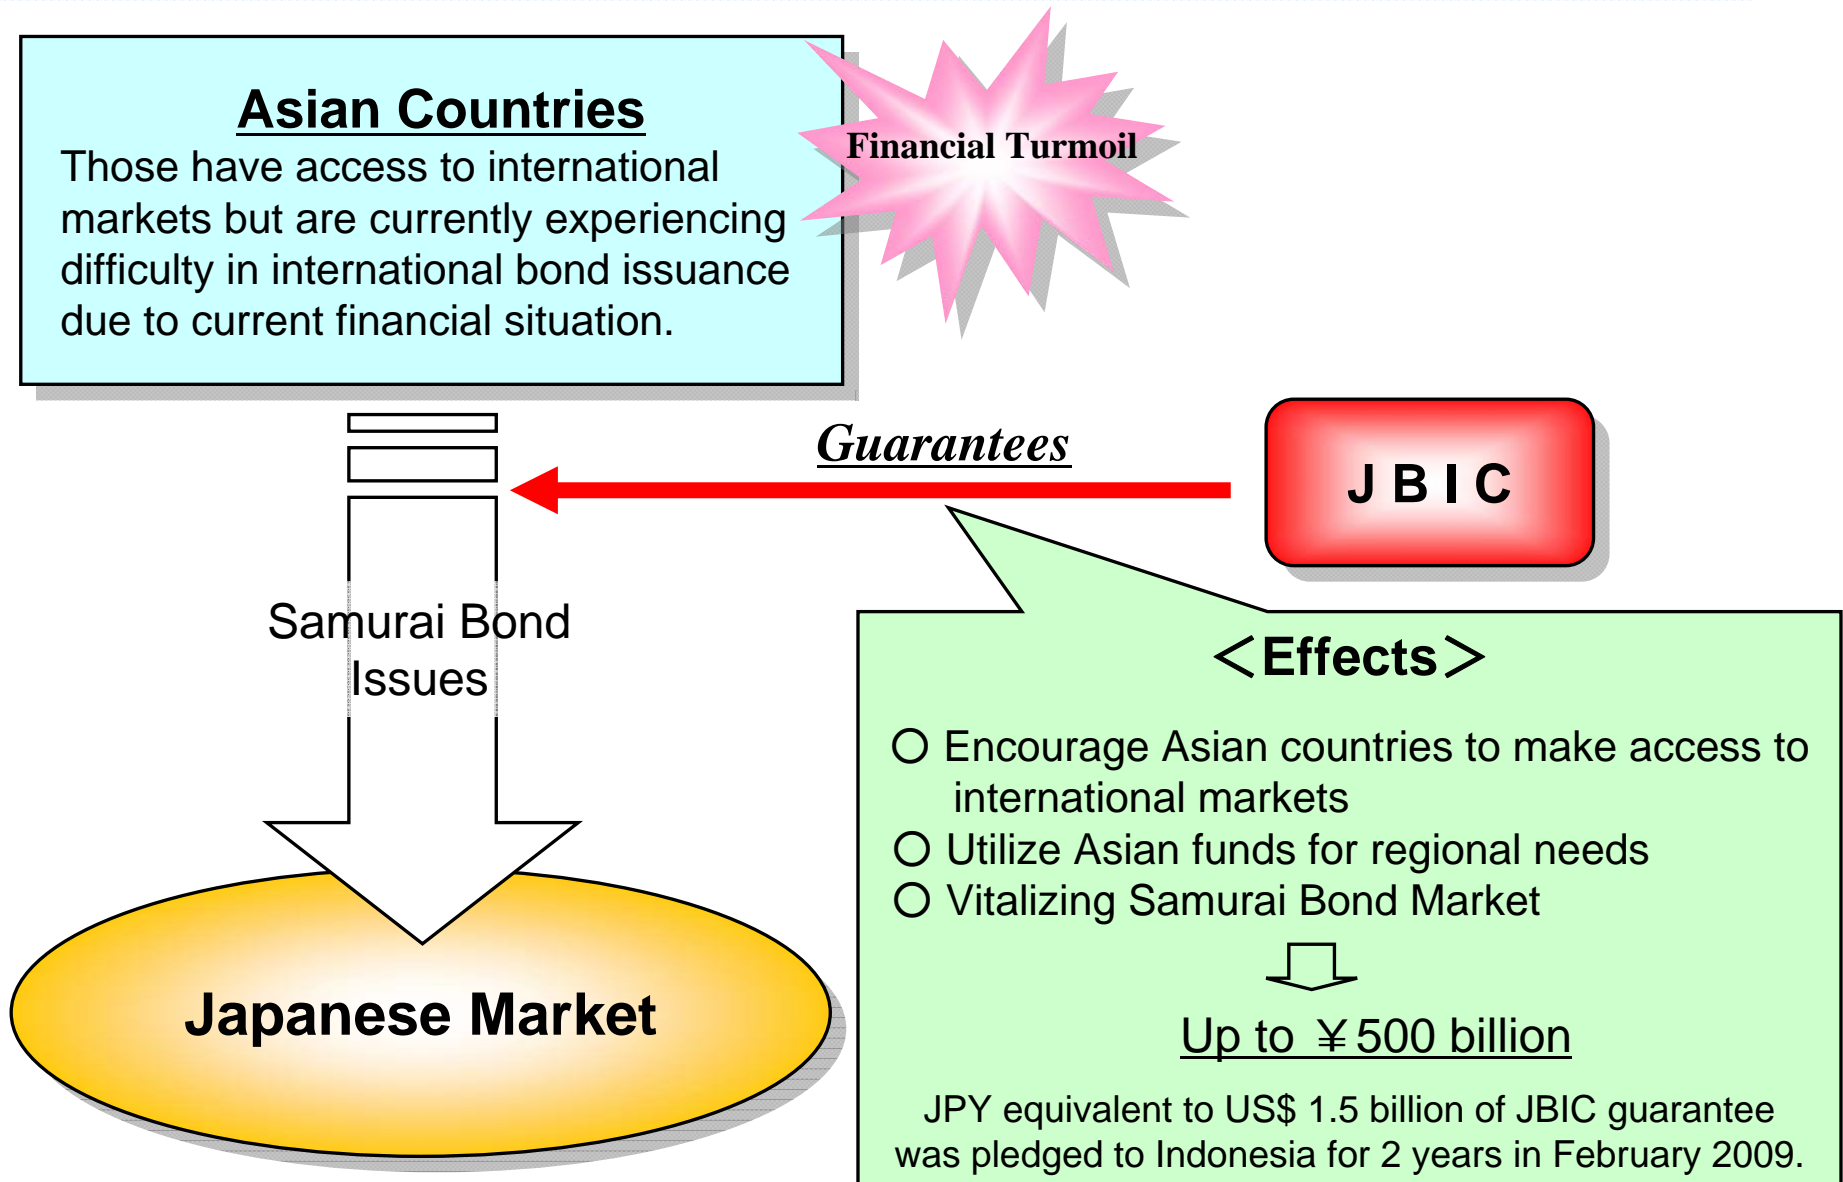 Asian Countries
Those have access to international
markets but are currently experiencing
difficulty in international bond issuance
due to current financial situation.
Financial Turmoil
Guarantees
J B I C
Samurai Bond
Issues
＜Effects＞
○ Encourage Asian countries to make access to
international markets
○ Utilize Asian funds for regional needs
○ Vitalizing Samurai Bond Market
Up to ￥500 billion
JPY equivalent to US$ 1.5 billion of JBIC guarantee
was pledged to Indonesia for 2 years in February 2009.
Japanese Market